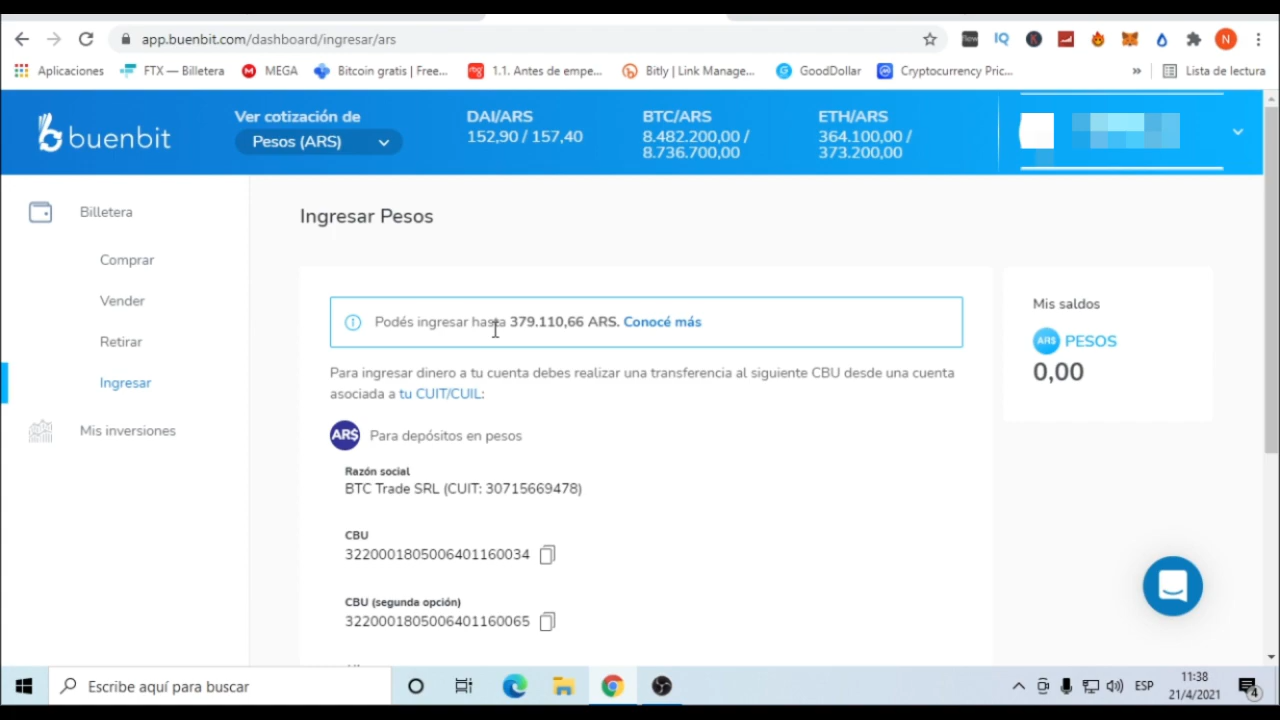 app.buenbit.com/dashboard/ingresar/ars
N
Aplicaciones
FTX — Billetera
MEGA
Bitcoin gratis | Free...
1.1. Antes de empe...
Bitly | Link Manage...
GoodDollar
Cryptocurrency Pric...
»
Lista de lectura
buenbit
Ver cotización de
Pesos (ARS)
DAI/ARS
152,90 / 157,40
BTC/ARS
8.482.200,00 /
8.736.700,00
ETH/ARS
364.100,00 /
373.200,00
Billetera
Comprar
Vender
Retirar
Ingresar
Mis inversiones
Ingresar Pesos
Podés ingresar hasta 379.110,66 ARS. Conocé más
Para ingresar dinero a tu cuenta debes realizar una transferencia al siguiente CBU desde una cuenta
asociada a tu CUIT/CUIL:
ARS Para depósitos en pesos
Razón social
BTC Trade SRL (CUIT: 30715669478)
CBU
3220001805006401160034
CBU (segunda opción)
3220001805006401160065
Mis saldos
ARS PESOS
0,00
Escribe aquí para buscar
ESP
11:38
21/4/2021
4